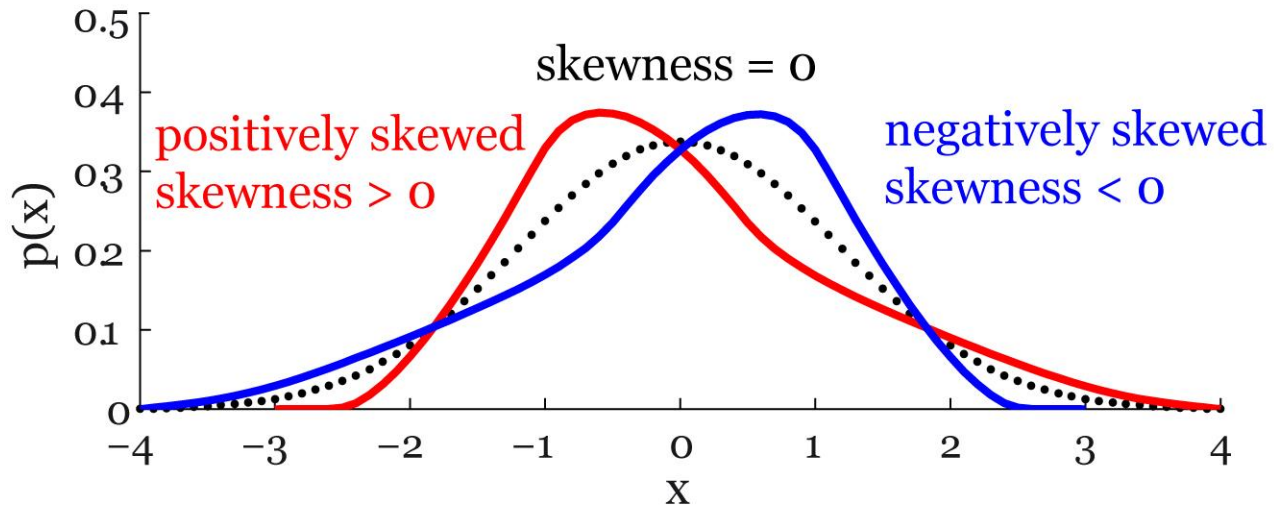 0.5
skewness = 0
0.4
positively skewed
negatively skewed
0.3
skewness > 0
skewness < 0
p(x)
0.2
0.1
0
−4 −3 −2 −1 0 1 2 3 4
x